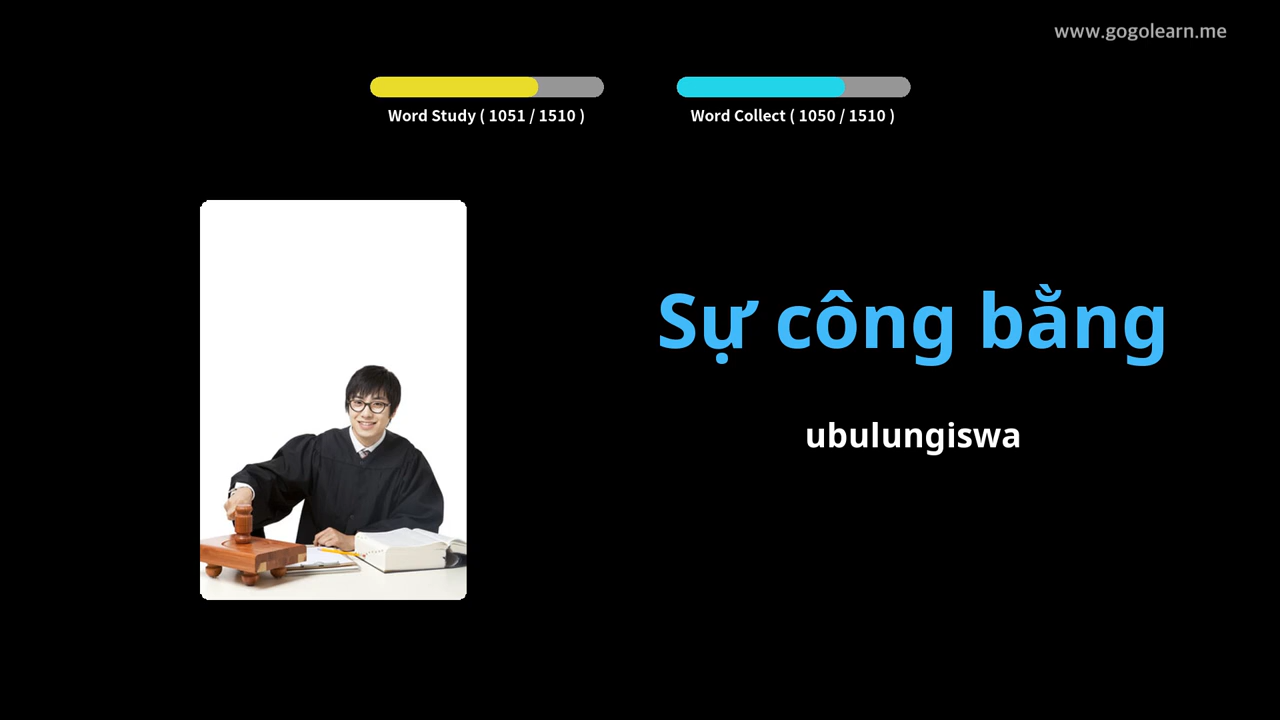 www.gogolearn.me
Word Study ( 1051 / 1510 )
Word Collect ( 1050 / 1510 )
Sự công bằng
ubulungiswa